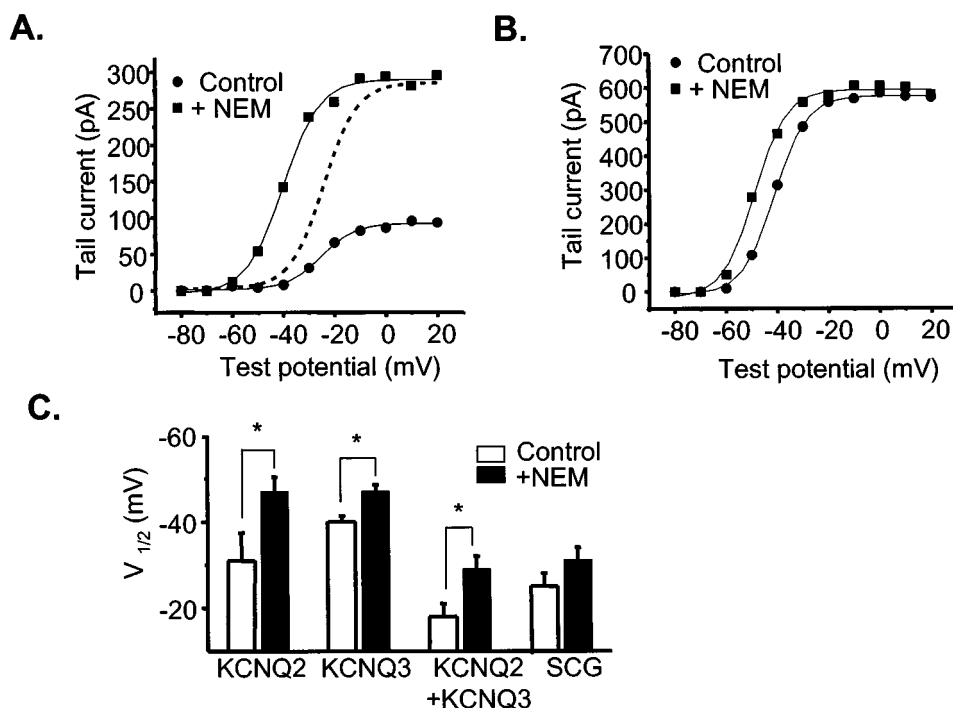 A.
Control
+ NEM
Tail current (pA)
300
250
200
150
100
50
0
-80 -60 -40 -20 0 20
Test potential (mV)
B.
Control
+ NEM
Tail current (pA)
700
600
500
400
300
200
100
0
-80 -60 -40 -20 0 20
Test potential (mV)
C.
V 1/2 (mV)
-60
-40
-20
* * *
Control
+NEM
KCNQ2 KCNQ3 KCNQ2 SCG
+KCNQ3